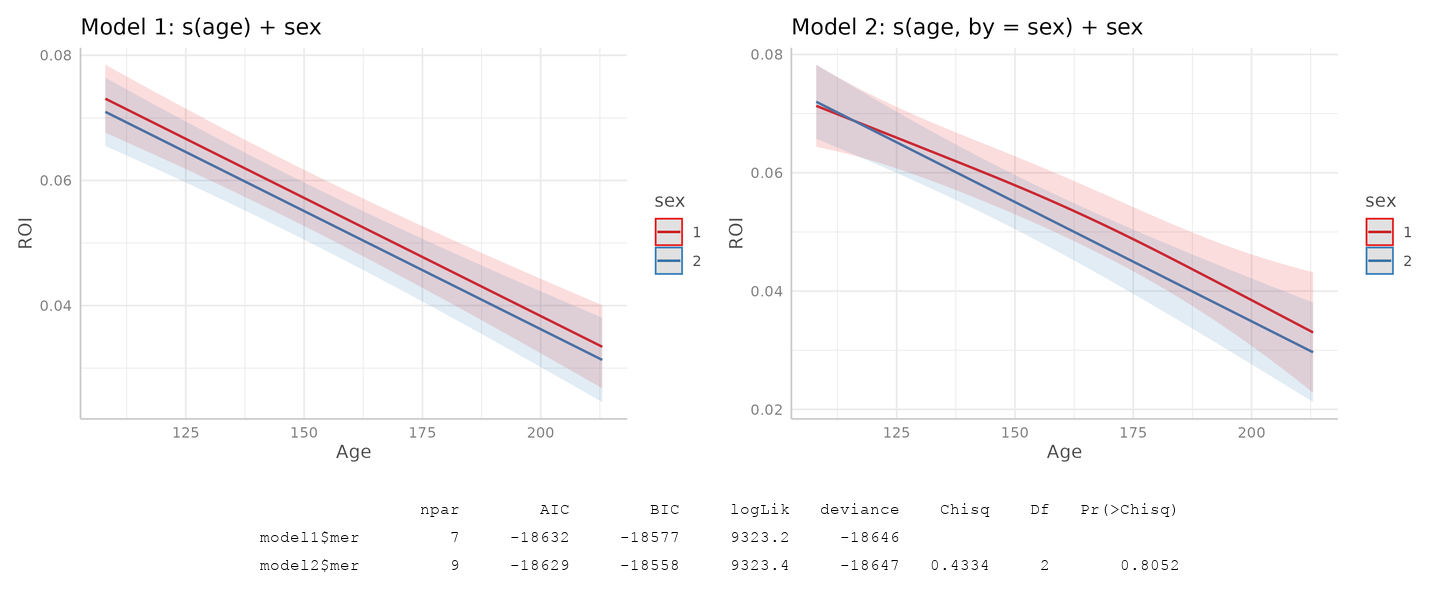 Model 1: s(age) + sex
0.08
0.06
0.04
ROI
125 150 175 200
Age
sex
1
2
Model 2: s(age, by = sex) + sex
0.08
0.06
0.04
0.02
ROI
125 150 175 200
Age
sex
1
2
npar AIC BIC logLik deviance Chisq Df Pr(>Chisq)
model1$mer 7 -18632 -18577 9323.2 -18646
model2$mer 9 -18629 -18558 9323.4 -18647 0.4334 2 0.8052